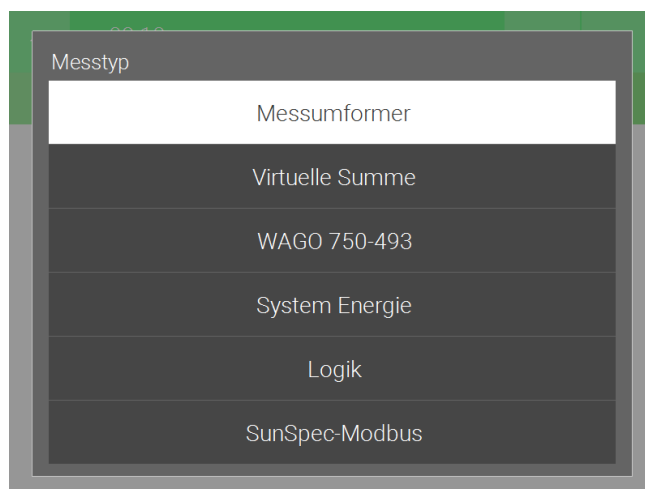 Messtyp
Messumformer
Virtuelle Summe
WAGO 750-493
System Energie
Logik
SunSpec-Modbus